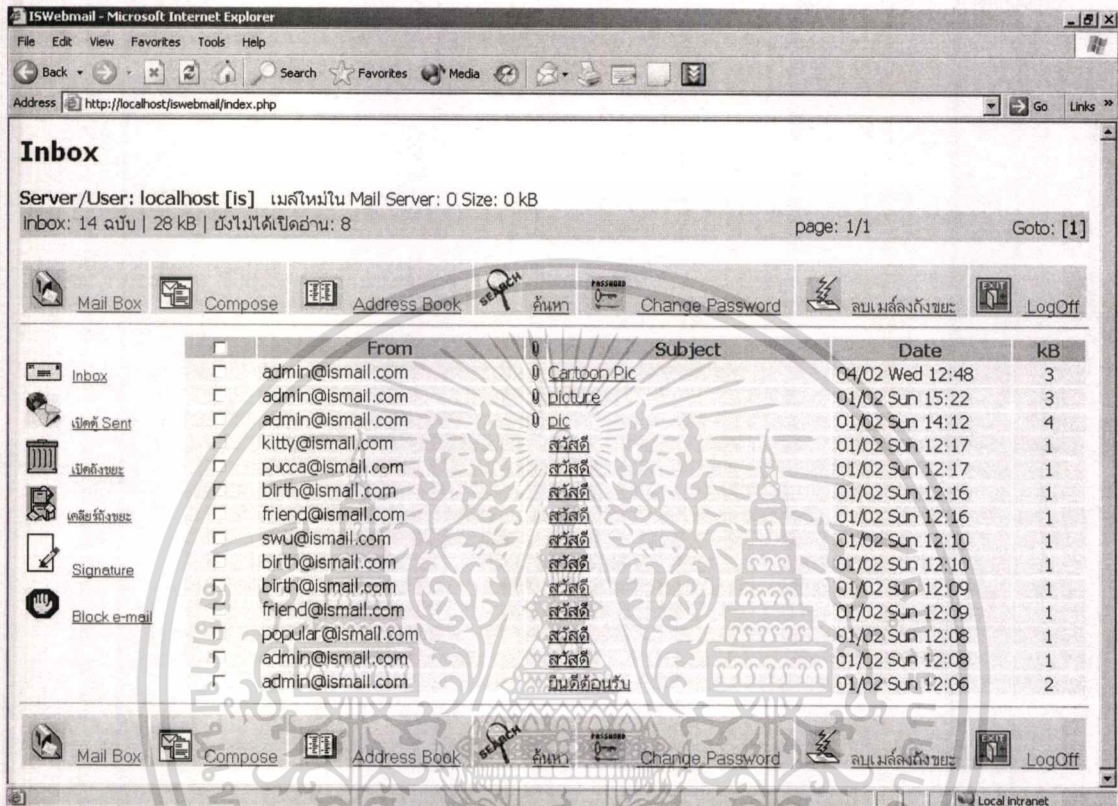 ISWebmail - Microsoft Internet Explorer
File Edit View Favorites Tools Help
Back Search Favorites Media
Address http://localhost/iswebmail/index.php Go Links »
Inbox
Server/User: localhost [is] เมล์ใหม่ใน Mail Server: 0 Size: 0 kB
Inbox: 14 ฉบับ | 28 kB | ยังไม่ได้เปิดอ่าน: 8 page: 1/1 Goto: [1]
Mail Box Compose Address Book SEARCH ค้นหา PASSWORD Change Password ลบเมล์ลงถังขยะ EXIT LogOff
From Subject Date kB
admin@ismail.com Cartoon Pic 04/02 Wed 12:48 3
admin@ismail.com picture 01/02 Sun 15:22 3
admin@ismail.com pic 01/02 Sun 14:12 4
kitty@ismail.com สวัสดี 01/02 Sun 12:17 1
pucca@ismail.com สวัสดี 01/02 Sun 12:17 1
birth@ismail.com สวัสดี 01/02 Sun 12:16 1
friend@ismail.com สวัสดี 01/02 Sun 12:16 1
swu@ismail.com สวัสดี 01/02 Sun 12:10 1
birth@ismail.com สวัสดี 01/02 Sun 12:10 1
birth@ismail.com สวัสดี 01/02 Sun 12:09 1
friend@ismail.com สวัสดี 01/02 Sun 12:09 1
popular@ismail.com สวัสดี 01/02 Sun 12:08 1
admin@ismail.com สวัสดี 01/02 Sun 12:08 1
admin@ismail.com ยินดีต้อนรับ 01/02 Sun 12:06 2
Inbox
เปิดตู้ Sent
เปิดถังขยะ
เคลียร์ถังขยะ
Signature
Block e-mail
Mail Box Compose Address Book SEARCH ค้นหา PASSWORD Change Password ลบเมล์ลงถังขยะ EXIT LogOff
Local intranet